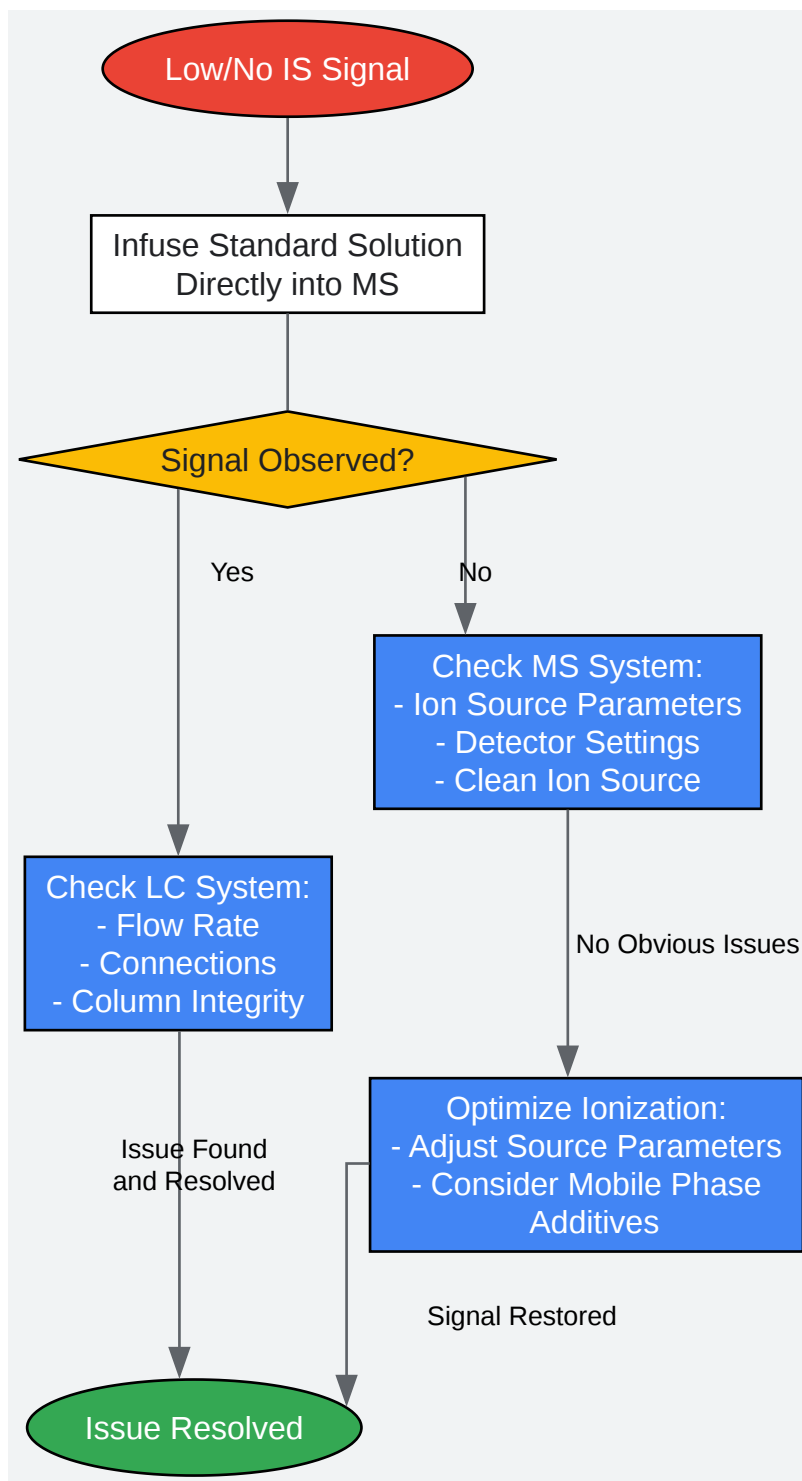 Low/No IS Signal
Infuse Standard Solution
Directly into MS
Signal Observed?
Yes
No
Check MS System:
- Ion Source Parameters
- Detector Settings
- Clean Ion Source
Check LC System:
- Flow Rate
- Connections
- Column Integrity
No Obvious Issues
Optimize Ionization:
- Adjust Source Parameters
- Consider Mobile Phase
Additives
Issue Found
and Resolved
Signal Restored
Issue Resolved